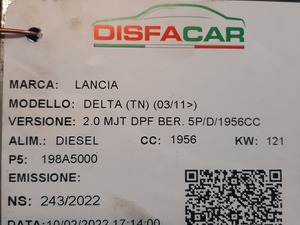 DISFACAR
MARCA: LANCIA
MODELLO: DELTA (TN) (03/11>)
VERSIONE: 2.0 MJT DPF BER. 5P/D/1956CC
ALIM.: DIESEL CC: 1956 KW: 121
P5: 198A5000
EMISSIONE:
NS: 243/2022
DATA: 10/02/2022 17:14:00